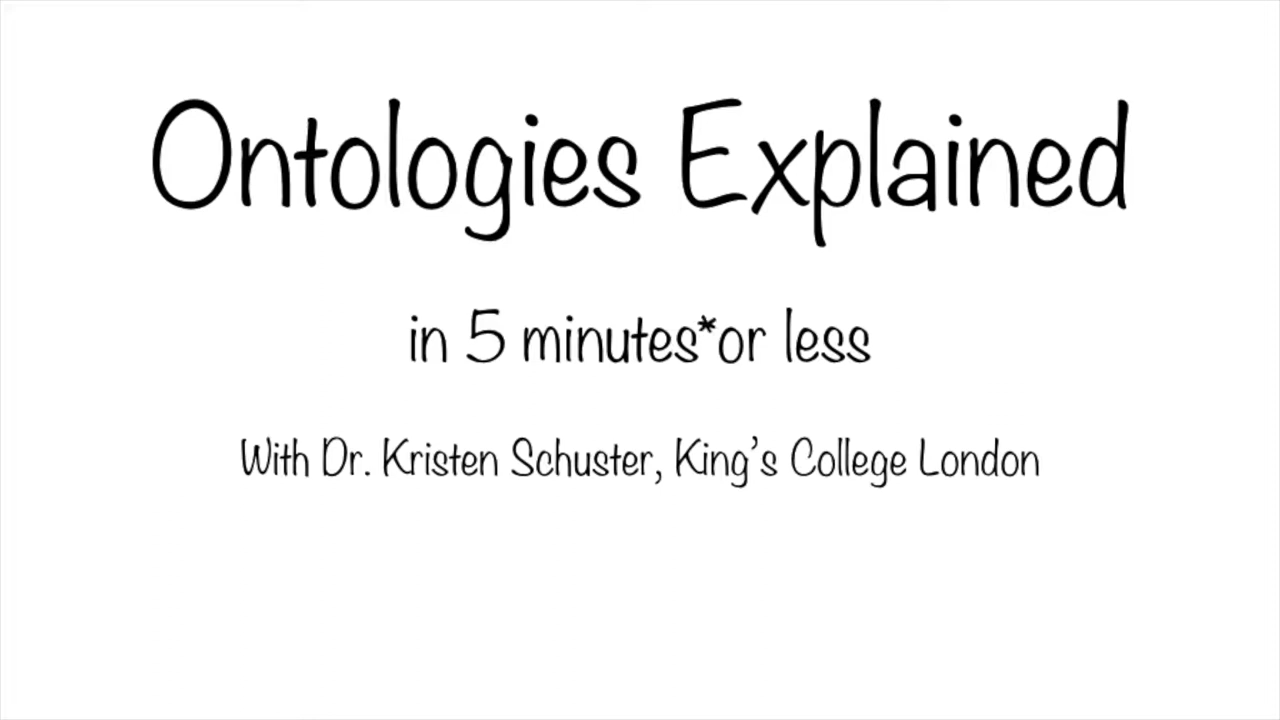 Ontologies Explained
in 5 minutes*or less
With Dr. Kristen Schuster, King's College London